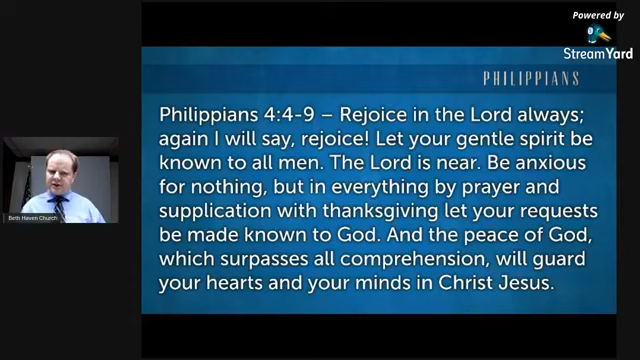 Powered by
StreamYard
PHILIPPIANS
Philippians 4:4-9 – Rejoice in the Lord always;
again I will say, rejoice! Let your gentle spirit be
known to all men. The Lord is near. Be anxious
for nothing, but in everything by prayer and
supplication with thanksgiving let your requests
be made known to God. And the peace of God,
which surpasses all comprehension, will guard
your hearts and your minds in Christ Jesus.
Beth Haven Church